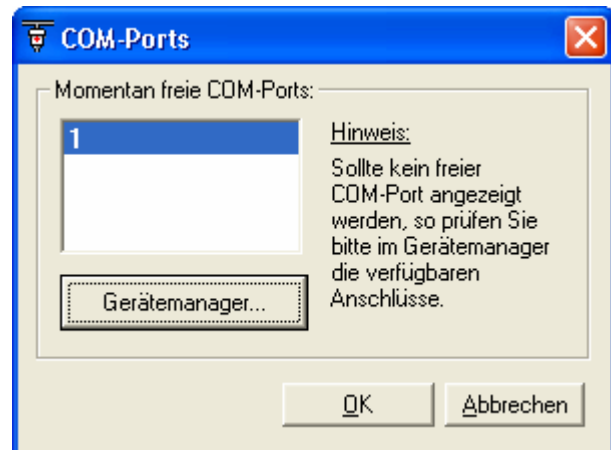 COM-Ports
Momentan freie COM-Ports:
1
Hinweis:
Sollte kein freier
COM-Port angezeigt
werden, so prüfen Sie
bitte im Gerätemanager
die verfügbaren
Anschlüsse.
Gerätemanager...
OK
Abbrechen